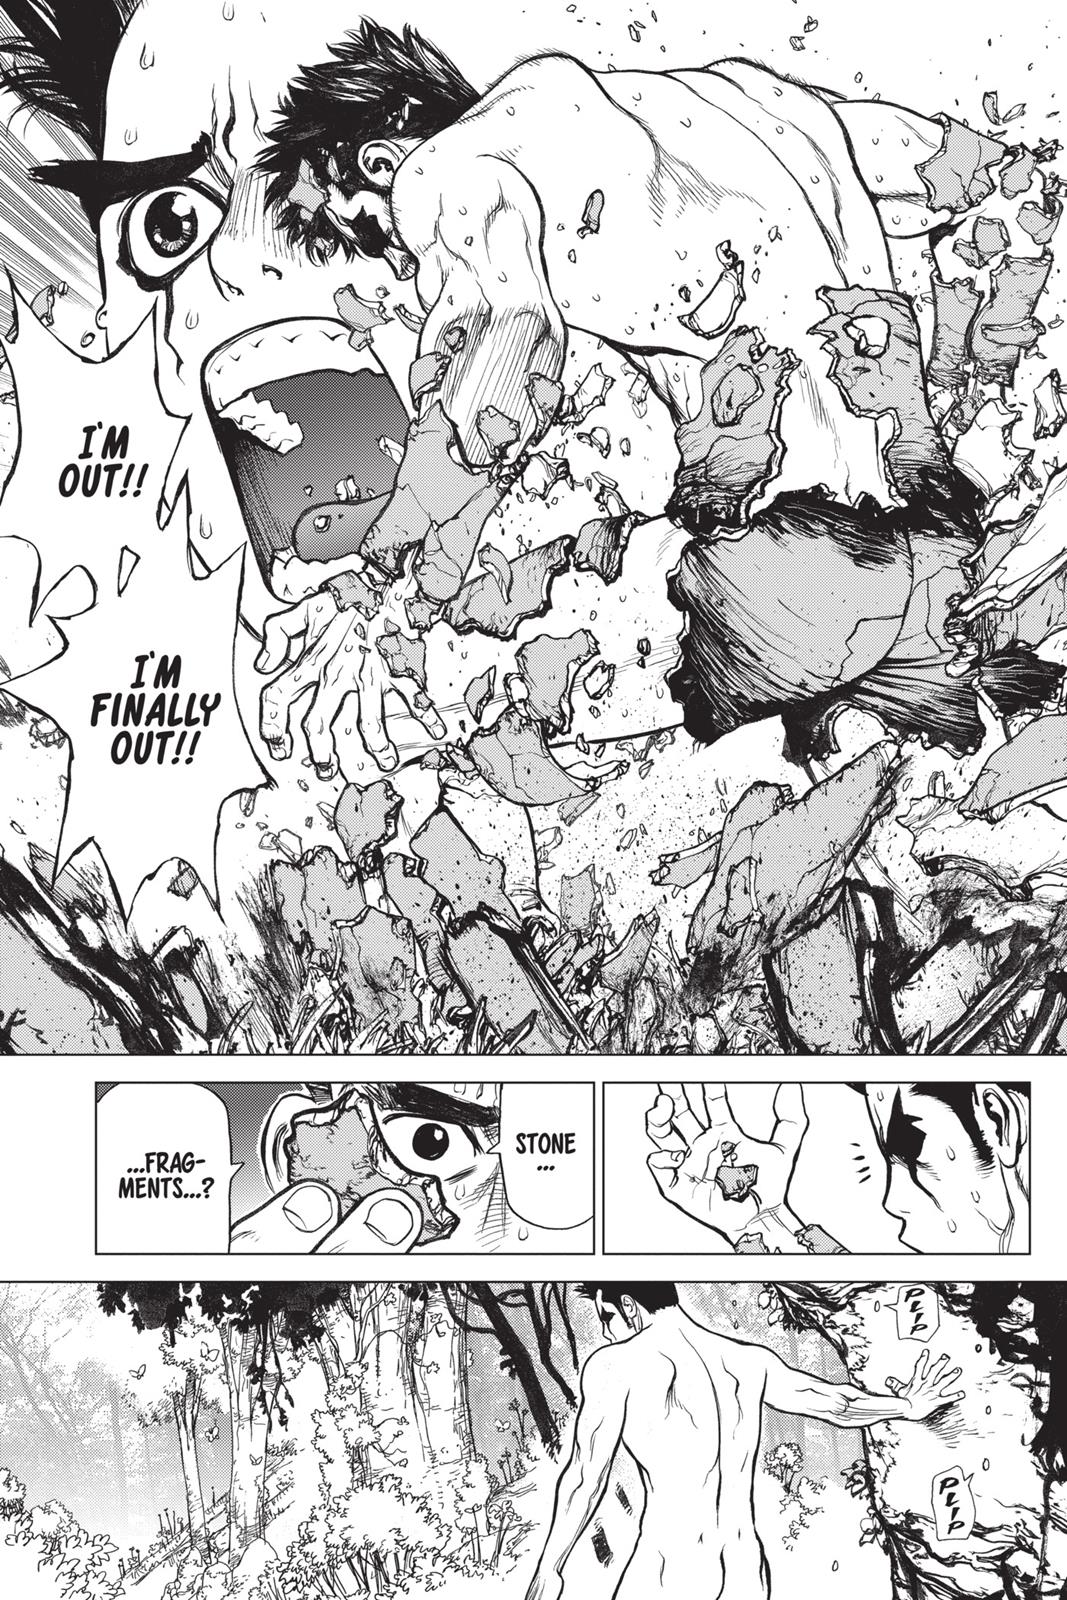 I'M
OUT!!
I'M
FINALLY
OUT!!
STONE
...
...FRAG-
MENTS...?
PLIP
PLIP